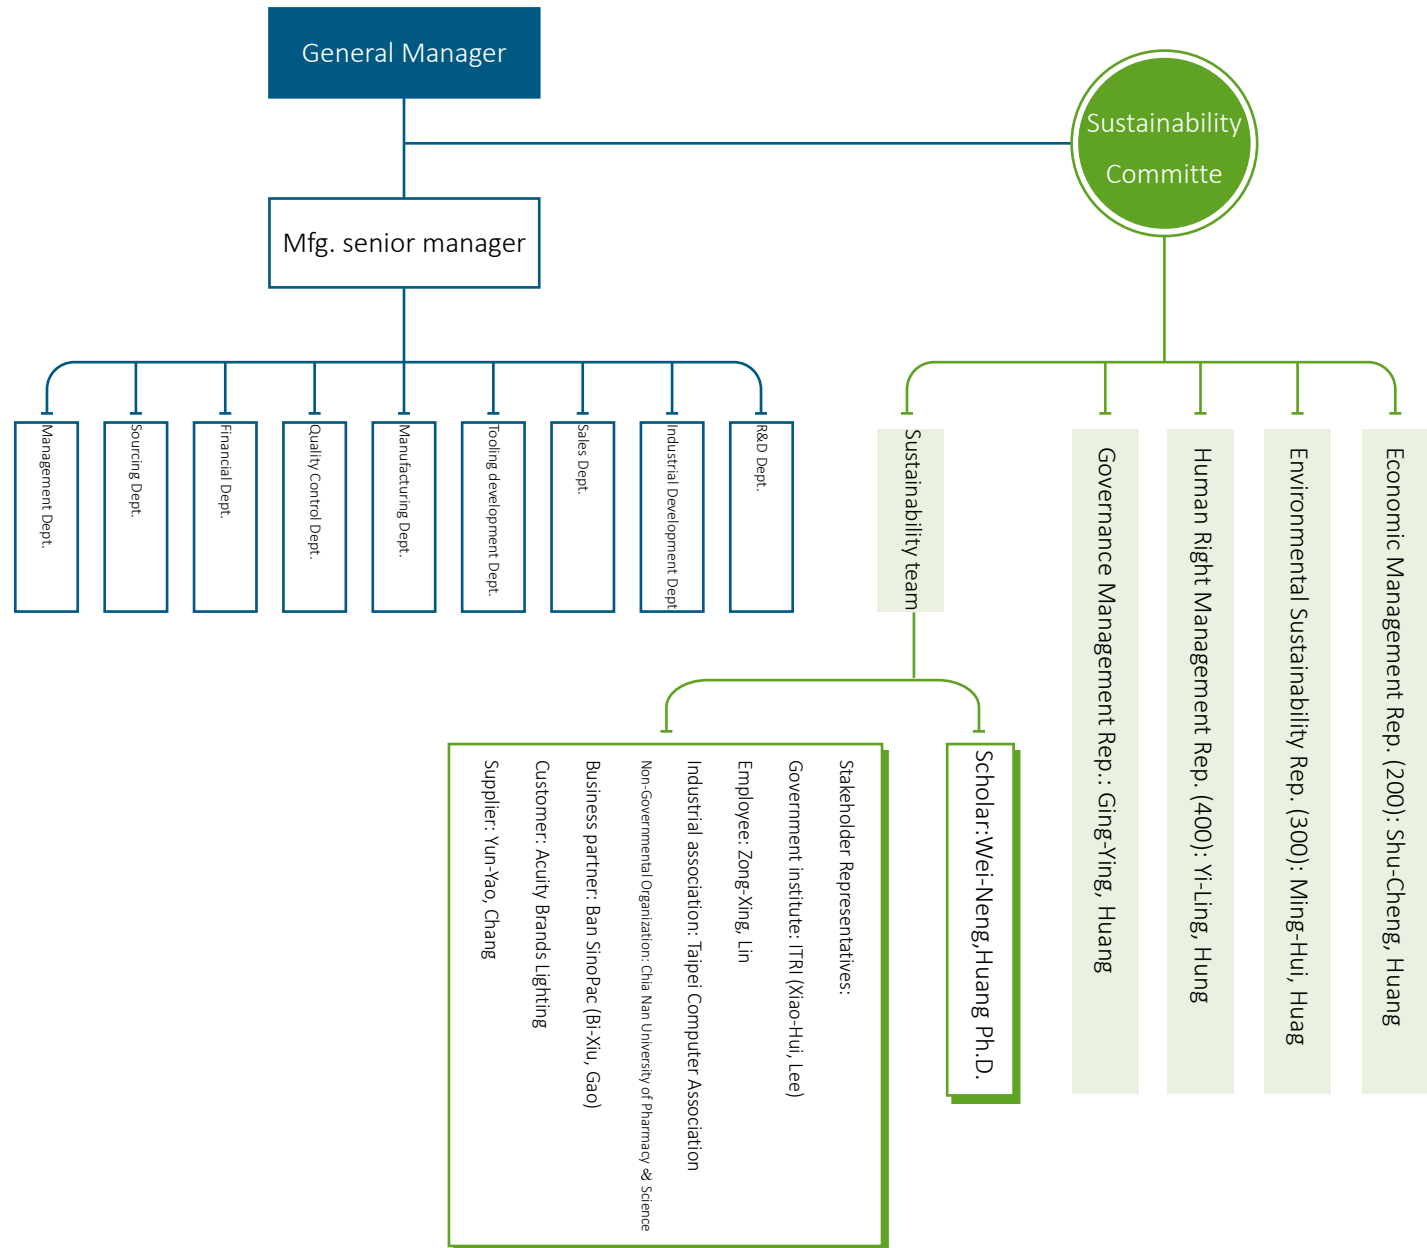 General Manager
Sustainability
Committe
Mfg. senior manager
Management Dept.
Sourcing Dept.
Financial Dept.
Quality Control Dept.
Manufacturing Dept.
Tooling development Dept.
Sales Dept.
Industrial Development Dept
R&D Dept.
Sustainability team
Governance Management Rep.: Ging-Ying, Huang
Human Right Management Rep. (400): Yi-Ling, Hung
Environmental Sustainability Rep. (300): Ming-Hui, Huag
Economic Management Rep. (200): Shu-Cheng, Huang
Scholar:Wei-Neng,Huang Ph.D.
Stakeholder Representatives:
Government institute: ITRI (Xiao-Hui, Lee)
Employee: Zong-Xing, Lin
Industrial association: Taipei Computer Association
Non-Governmental Organization: Chia Nan University of Pharmacy & Science
Business partner: Ban SinoPac (Bi-Xiu, Gao)
Customer: Acuity Brands Lighting
Supplier: Yun-Yao, Chang